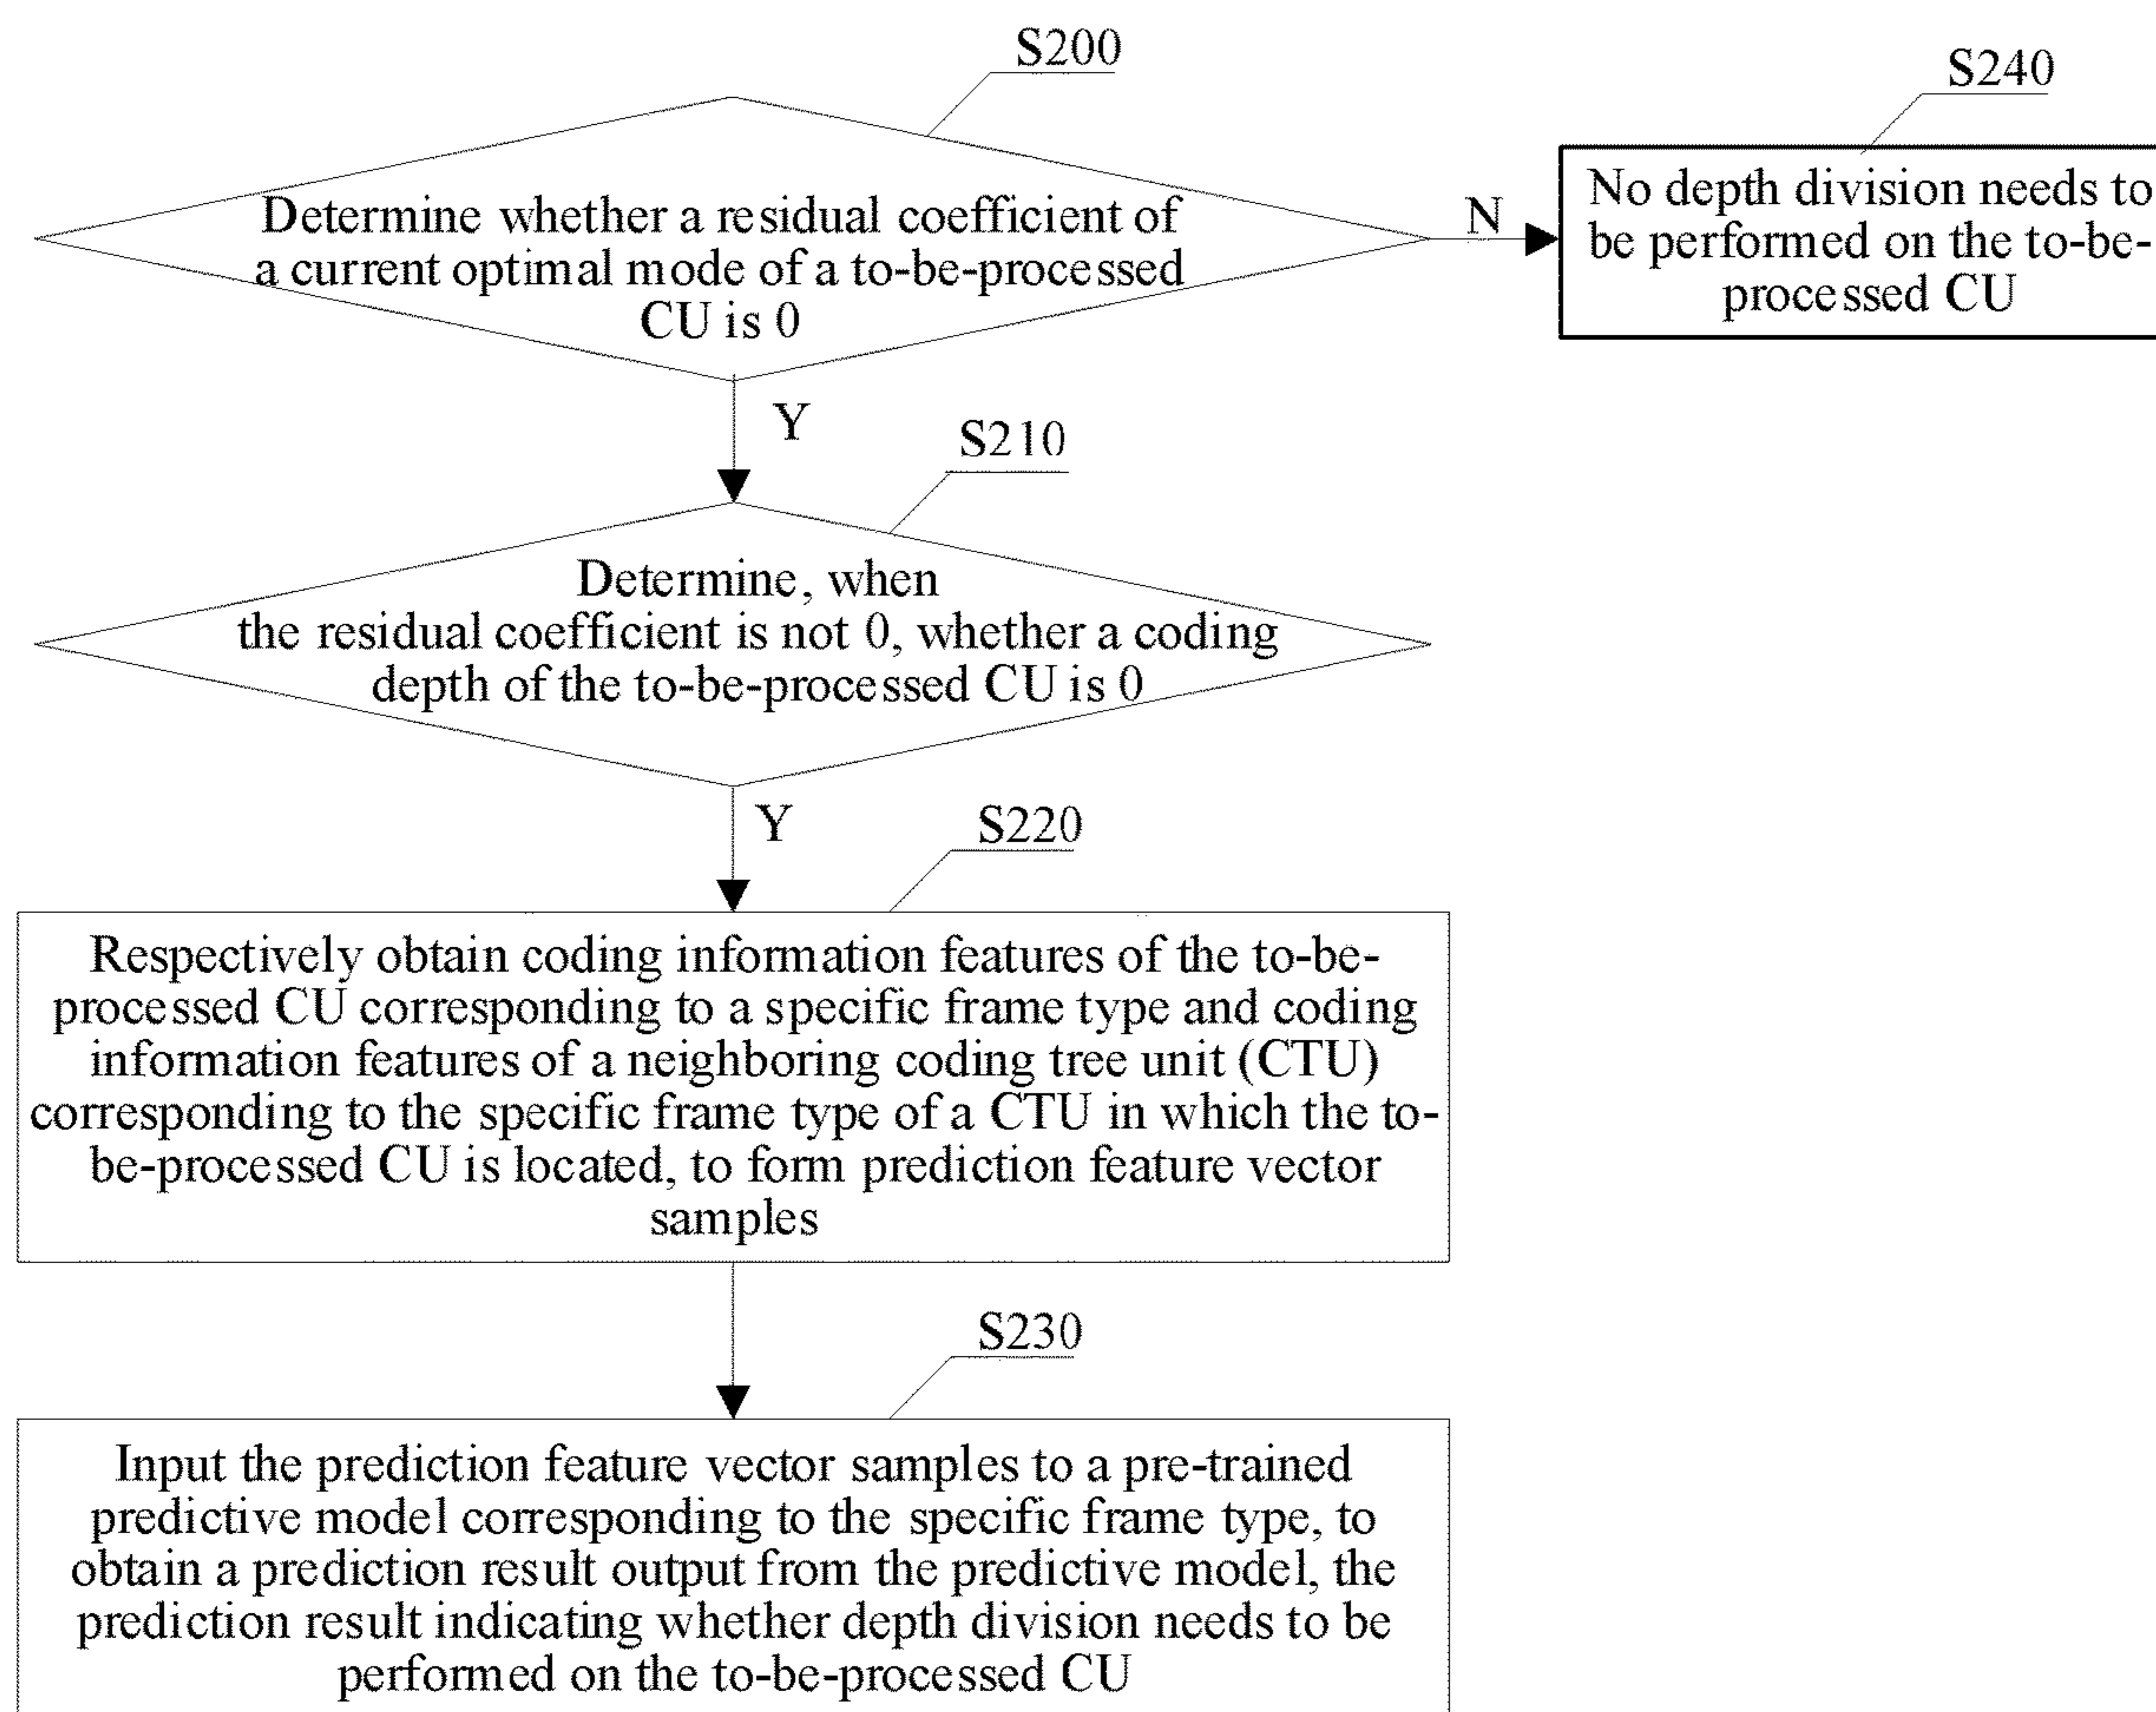 S200
Determine whether a residual coefficient of
a current optimal mode of a to-be-processed
CU is 0
N
S240
No depth division needs to
be performed on the to-be-
processed CU
Y
S210
Determine, when
the residual coefficient is not 0, whether a coding
depth of the to-be-processed CU is 0
Y
S220
Respectively obtain coding information features of the to-be-
processed CU corresponding to a specific frame type and coding
information features of a neighboring coding tree unit (CTU)
corresponding to the specific frame type of a CTU in which the to-
be-processed CU is located, to form prediction feature vector
samples
S230
Input the prediction feature vector samples to a pre-trained
predictive model corresponding to the specific frame type, to
obtain a prediction result output from the predictive model, the
prediction result indicating whether depth division needs to be
performed on the to-be-processed CU